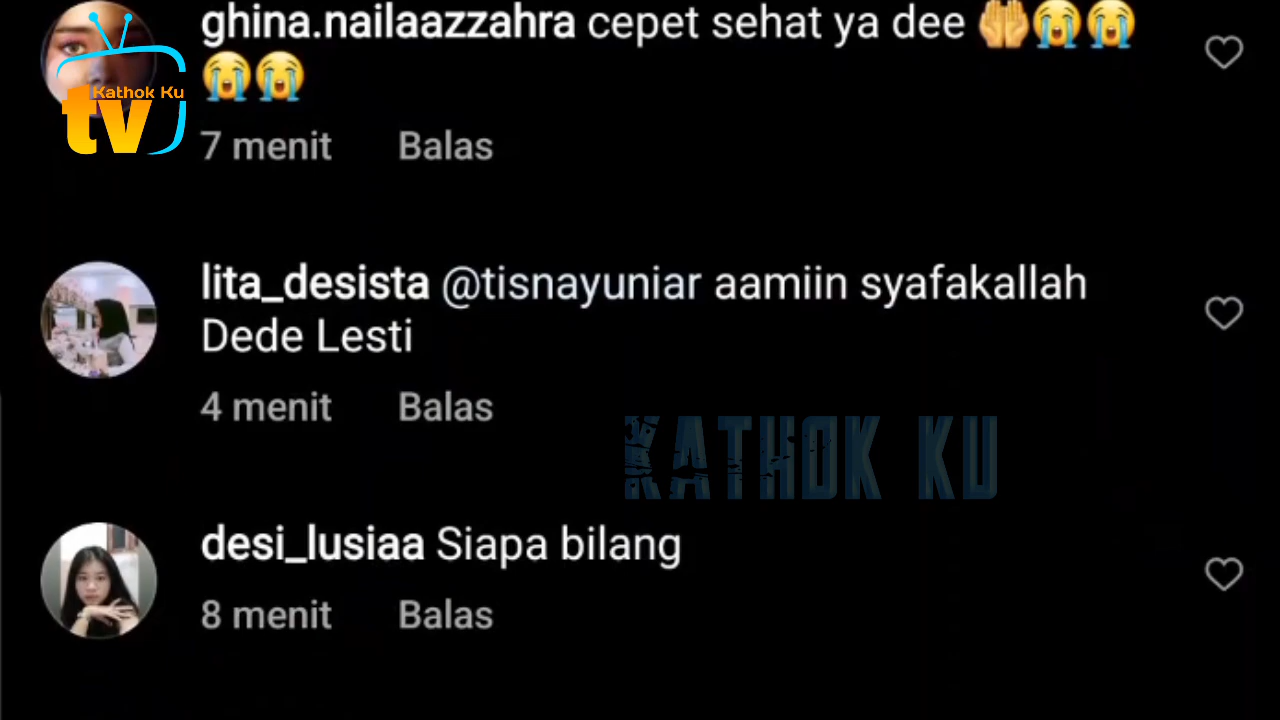 ghina.nailaazzahra cepet sehat ya dee 🤲😭😭
😭😭
Kathok Ku
tv
7 menit Balas
lita_desista @tisnayuniar aamiin syafakallah
Dede Lesti
4 menit Balas
KATHOK KU
desi_lusiaa Siapa bilang
8 menit Balas